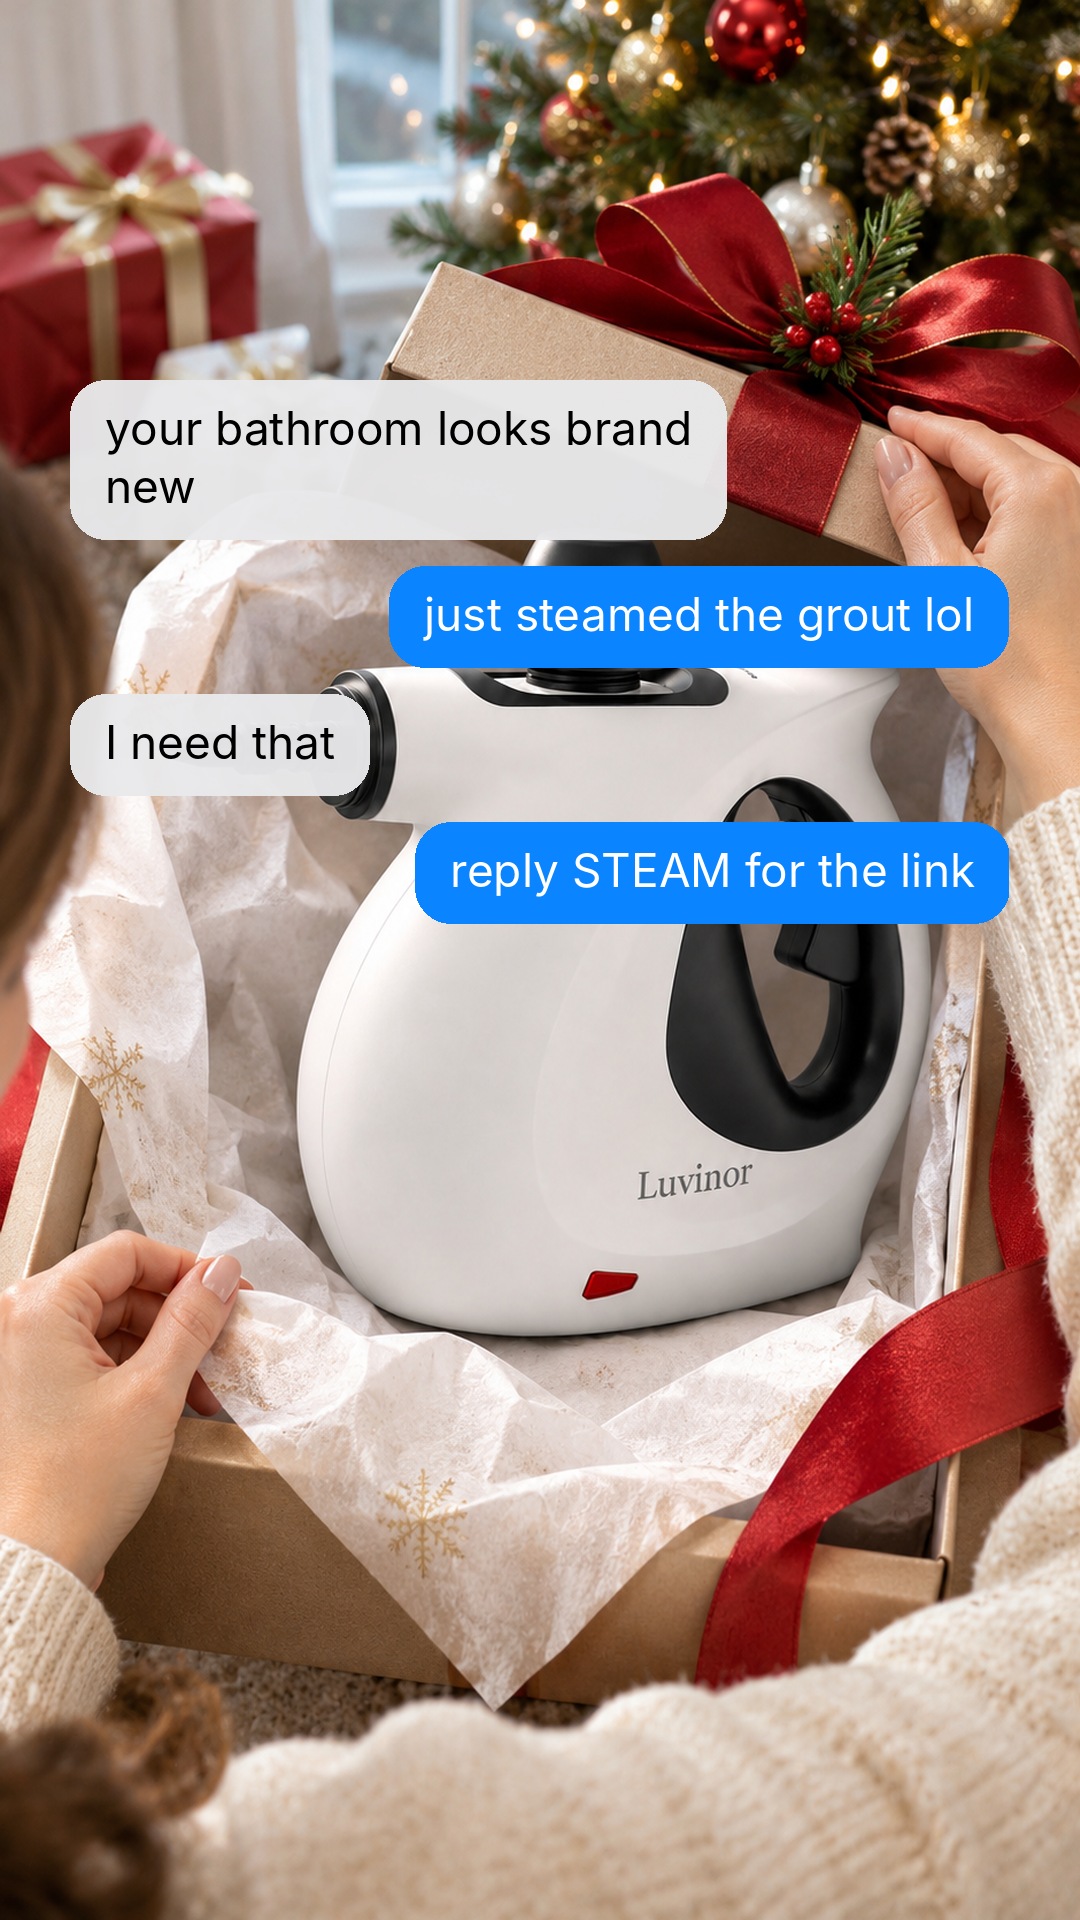 your bathroom looks brand
new
just steamed the grout lol
I need that
reply STEAM for the link
Luvinor